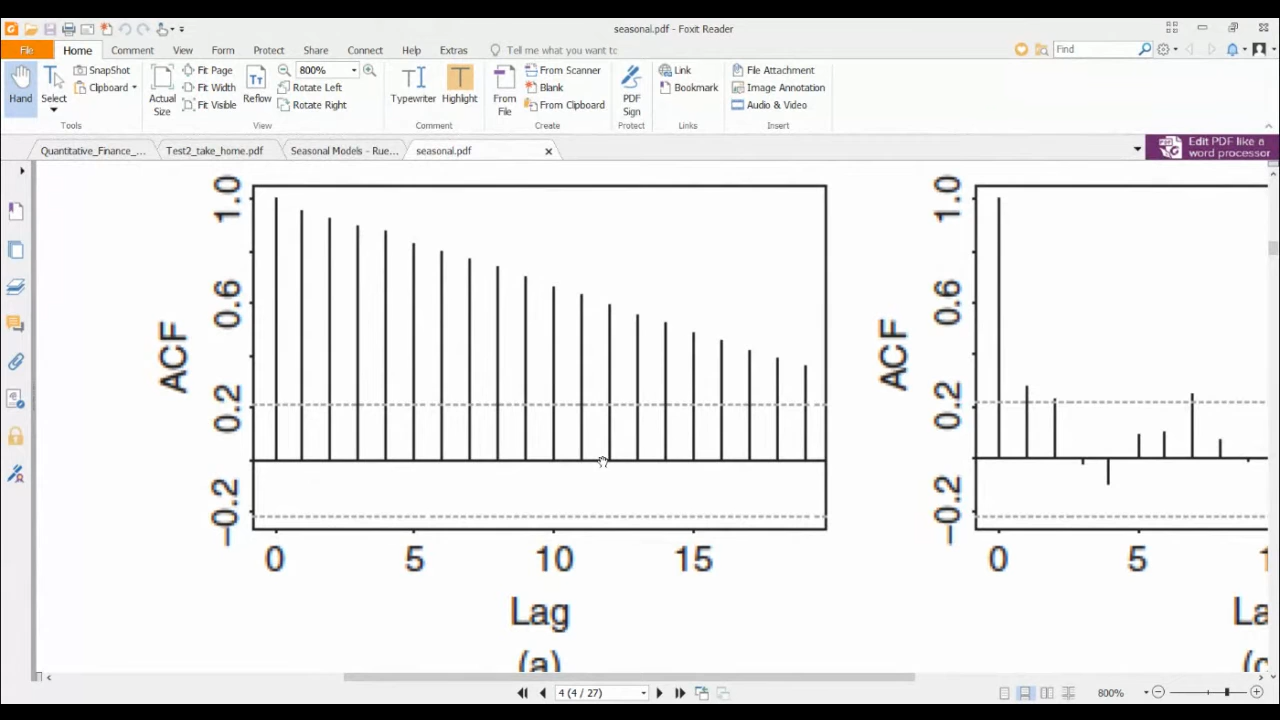 seasonal.pdf - Foxit Reader
File Home Comment View Form Protect Share Connect Help Extras Tell me what you want to Find
Hand Select SnapShot Clipboard Actual Size Fit Page Fit Width Fit Visible Reflow 800% Rotate Left Rotate Right Typewriter Highlight From File From Scanner Blank From Clipboard PDF Sign Link Bookmark File Attachment Image Annotation Audio & Video
Tools View Comment Create Protect Links Insert
Quantitative_Finance_... Test2_take_home.pdf Seasonal Models - Rue... seasonal.pdf Edit PDF like a word processor
ACF
1.0
0.6
0.2
−0.2
0 5 10 15
Lag
(a)
ACF
1.0
0.6
0.2
−0.2
0 5
4 (4 / 27) 800%